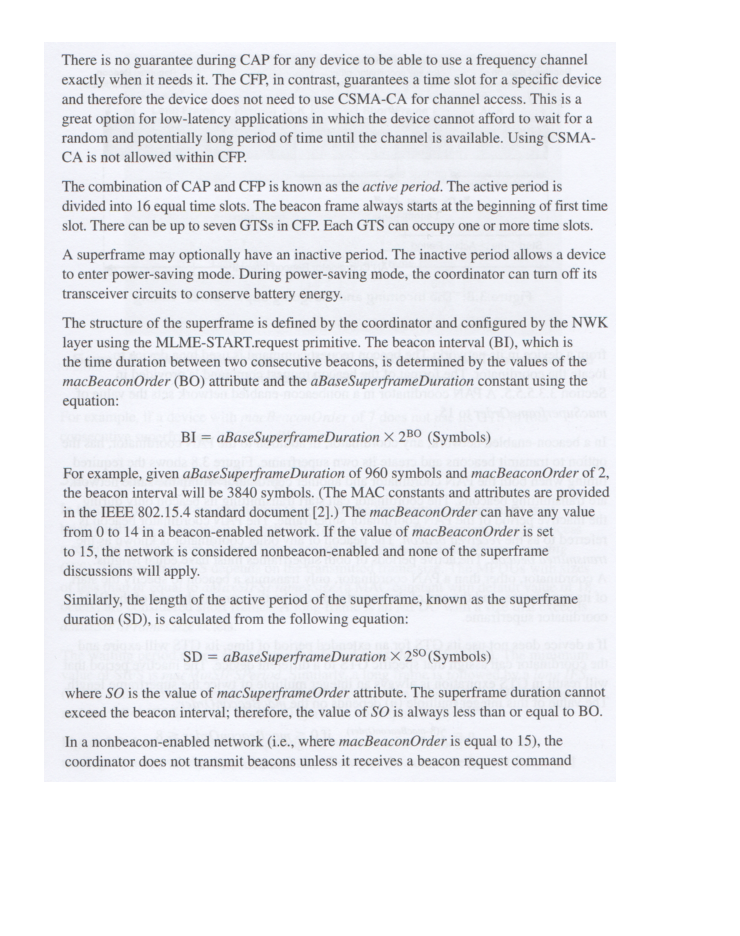 There is no guarantee during CAP for any device to be able to use a frequency channel
exactly when it needs it. The CFP, in contrast, guarantees a time slot for a specific device
and therefore the device does not need to use CSMA-CA for channel access. This is a
great option for low-latency applications in which the device cannot afford to wait for a
random and potentially long period of time until the channel is available. Using CSMA-
CA is not allowed within CFP.
The combination of CAP and CFP is known as the active period. The active period is
divided into 16 equal time slots. The beacon frame always starts at the beginning of first time
slot. There can be up to seven GTSs in CFP. Each GTS can occupy one or more time slots.
A superframe may optionally have an inactive period. The inactive period allows a device
to enter power-saving mode. During power-saving mode, the coordinator can turn off its
transceiver circuits to conserve battery energy.
The structure of the superframe is defined by the coordinator and configured by the NWK
layer using the MLME-START.request primitive. The beacon interval (BI), which is
the time duration between two consecutive beacons, is determined by the values of the
macBeaconOrder (BO) attribute and the aBaseSuperframeDuration constant using the
equation:
BI = aBaseSuperframeDuration × 2^BO (Symbols)
For example, given aBaseSuperframeDuration of 960 symbols and macBeaconOrder of 2,
the beacon interval will be 3840 symbols. (The MAC constants and attributes are provided
in the IEEE 802.15.4 standard document [2].) The macBeaconOrder can have any value
from 0 to 14 in a beacon-enabled network. If the value of macBeaconOrder is set
to 15, the network is considered nonbeacon-enabled and none of the superframe
discussions will apply.
Similarly, the length of the active period of the superframe, known as the superframe
duration (SD), is calculated from the following equation:
SD = aBaseSuperframeDuration × 2^SO (Symbols)
where SO is the value of macSuperframeOrder attribute. The superframe duration cannot
exceed the beacon interval; therefore, the value of SO is always less than or equal to BO.
In a nonbeacon-enabled network (i.e., where macBeaconOrder is equal to 15), the
coordinator does not transmit beacons unless it receives a beacon request command